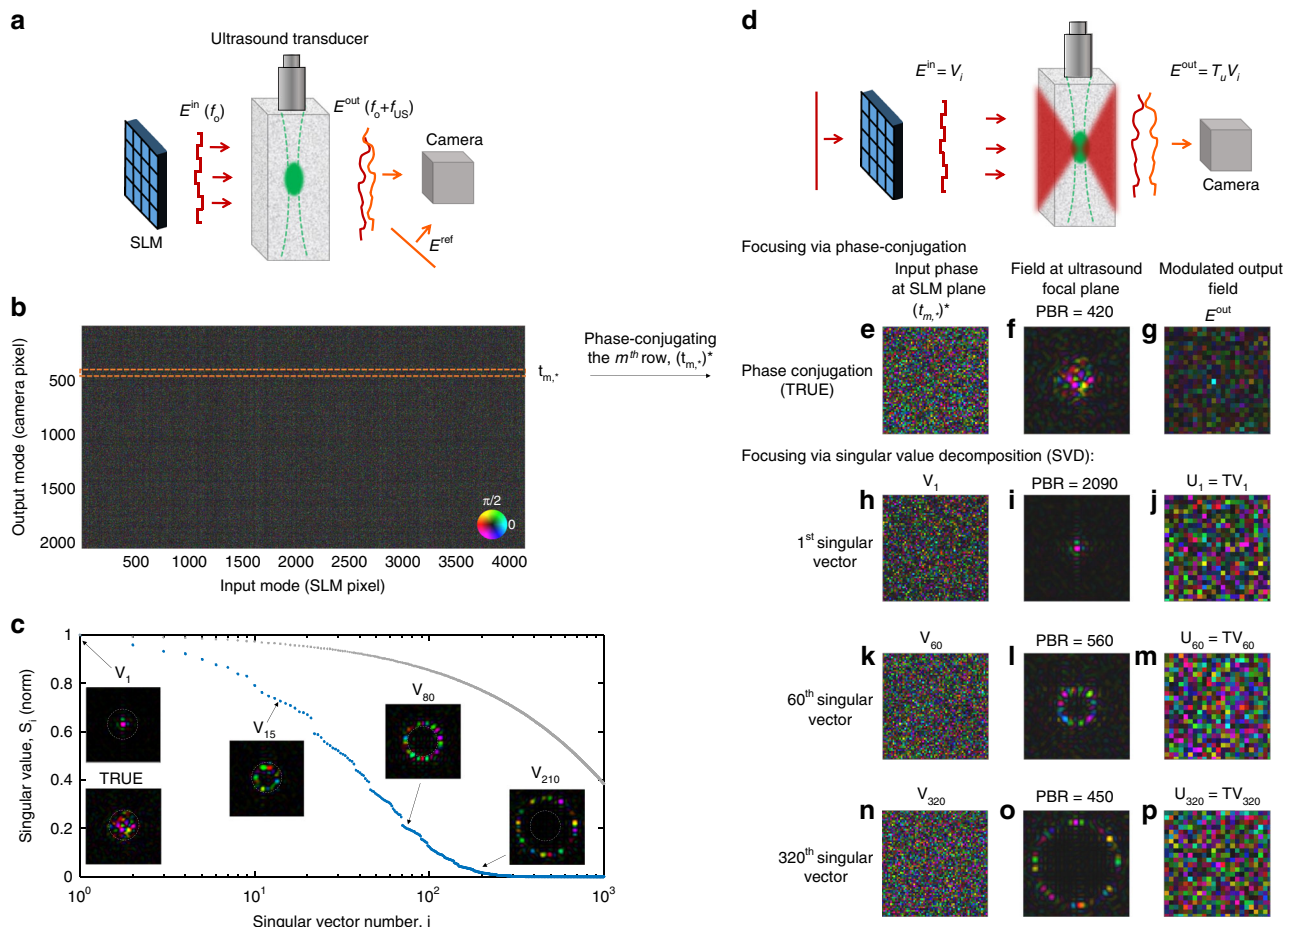 a
Ultrasound transducer
E^in (f_o)
E^out (f_o+f_US)
Camera
SLM
E^ref
b
Output mode (camera pixel)
500
1000
1500
2000
π/2
0
500 1000 1500 2000 2500 3000 3500 4000
Input mode (SLM pixel)
t_m,*
Phase-conjugating
the m^th row, (t_m,*)*
c
Singular value, S_i (norm)
1
0.8
0.6
0.4
0.2
0
V_1
TRUE
V_15
V_80
V_210
10^0 10^1 10^2 10^3
Singular vector number, i
d
E^in = V_i
E^out = T_u V_i
Camera
Focusing via phase-conjugation
Input phase
at SLM plane
(t_m,*)*
Field at ultrasound
focal plane
PBR = 420
Modulated output
field
E^out
e f g
Phase conjugation
(TRUE)
Focusing via singular value decomposition (SVD):
V_1
PBR = 2090
U_1 = TV_1
h i j
1^st singular
vector
V_60
PBR = 560
U_60 = TV_60
k l m
60^th singular
vector
V_320
PBR = 450
U_320 = TV_320
n o p
320^th singular
vector